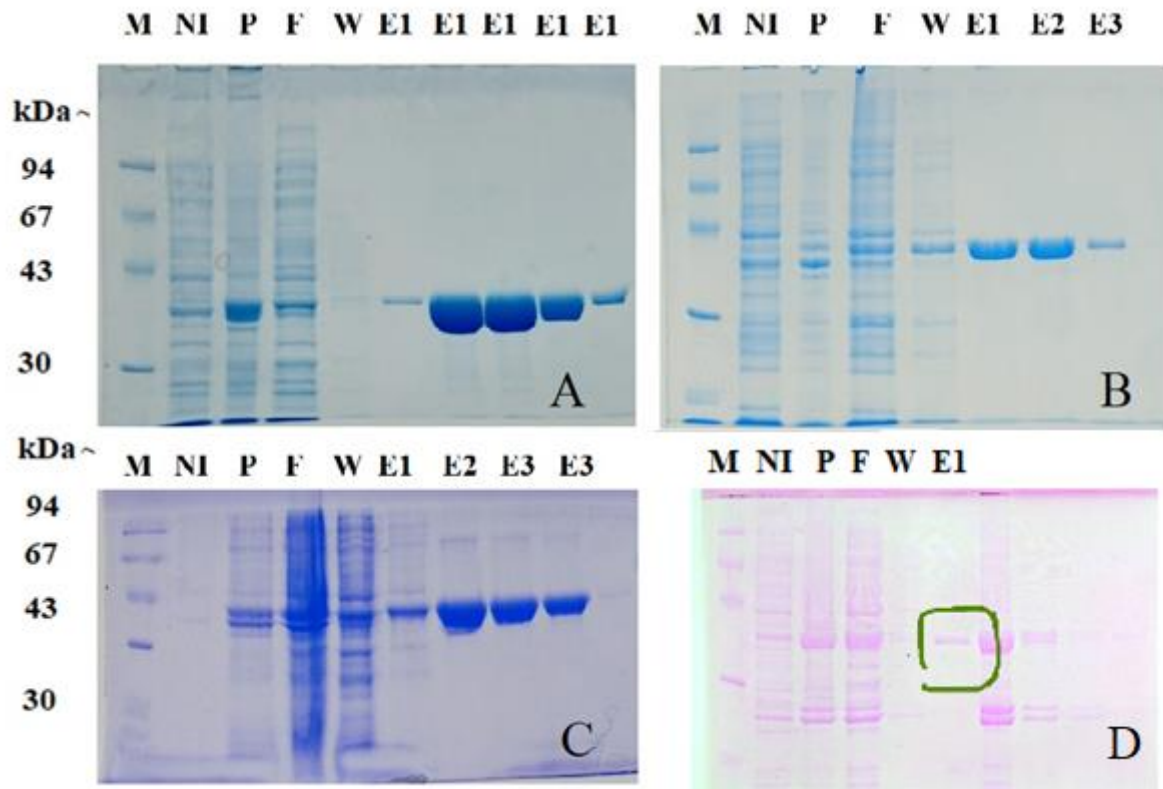 M NI P F W E1 E1 E1 E1 E1
M NI P F W E1 E2 E3
kDa ~
94
67
43
30
A
B
kDa ~
M NI P F W E1 E2 E3 E3
M NI P F W E1
94
67
43
30
C
D